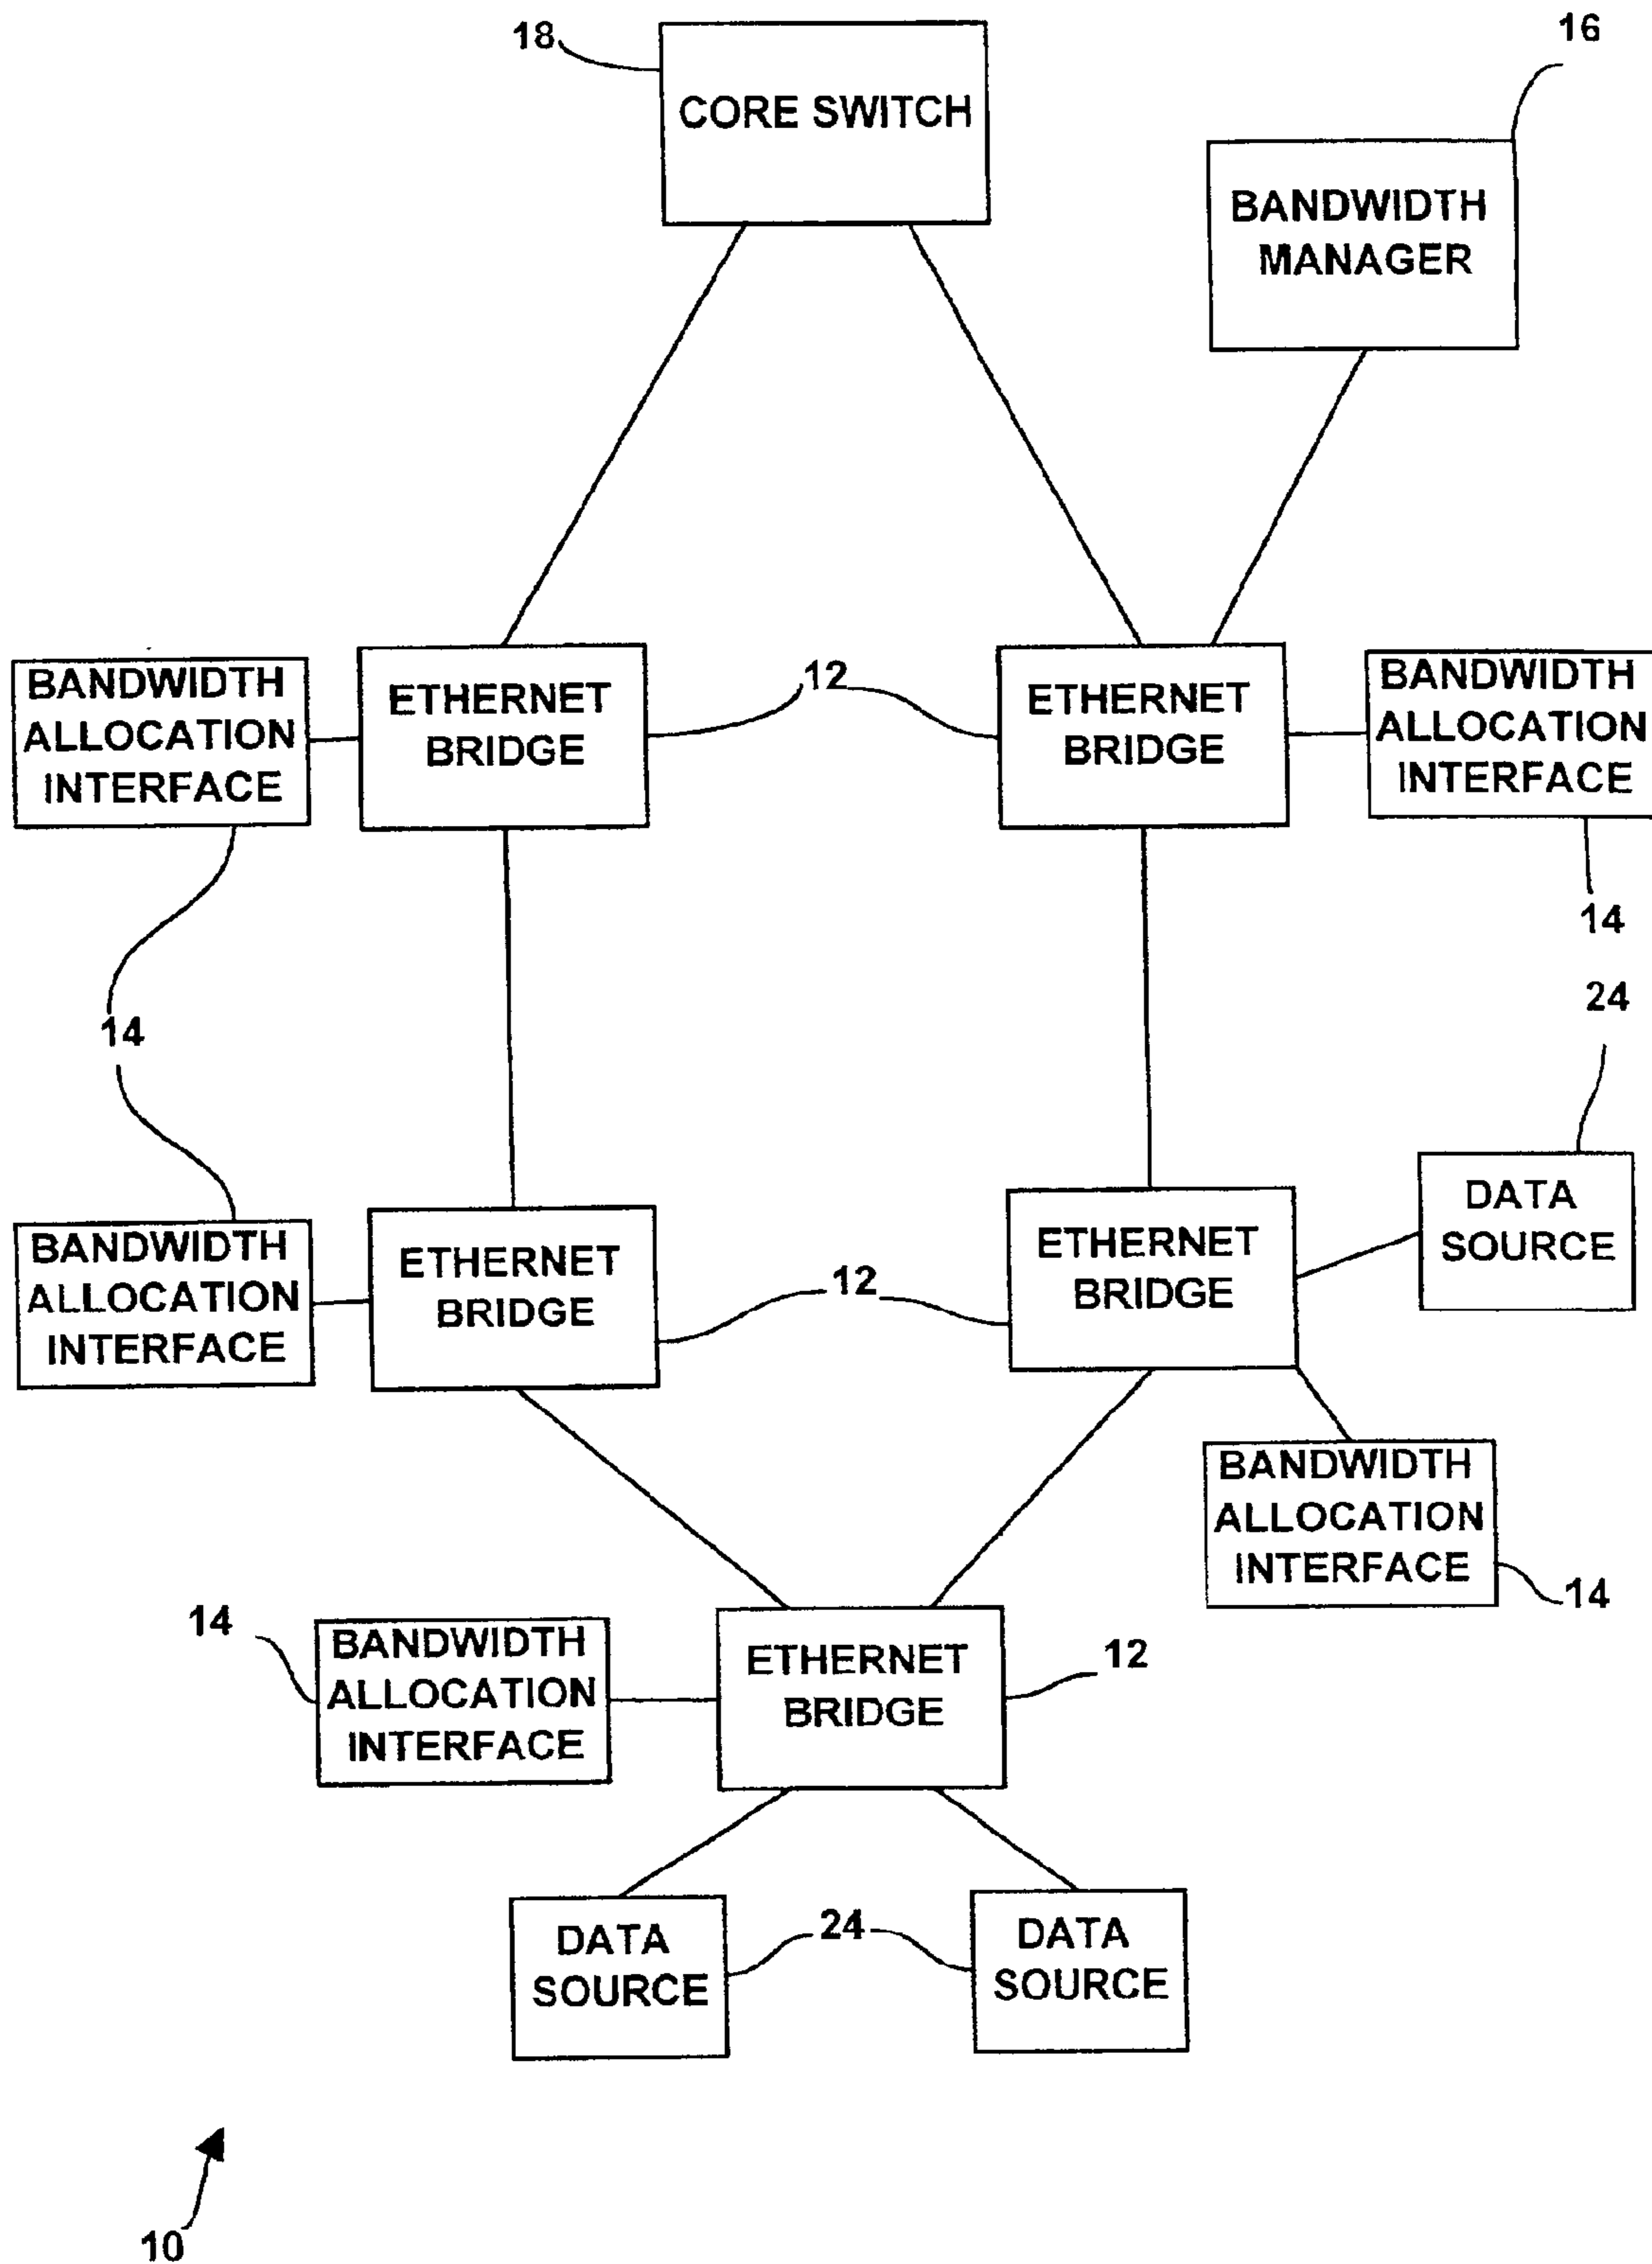 18
CORE SWITCH
16
BANDWIDTH
MANAGER
BANDWIDTH
ALLOCATION
INTERFACE
ETHERNET
BRIDGE
12
ETHERNET
BRIDGE
BANDWIDTH
ALLOCATION
INTERFACE
14
14
24
BANDWIDTH
ALLOCATION
INTERFACE
ETHERNET
BRIDGE
12
ETHERNET
BRIDGE
DATA
SOURCE
BANDWIDTH
ALLOCATION
INTERFACE
14
14
BANDWIDTH
ALLOCATION
INTERFACE
ETHERNET
BRIDGE
12
DATA
SOURCE
24
DATA
SOURCE
10